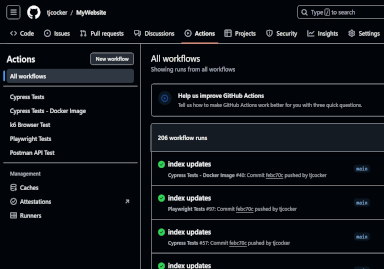 tjcocker / MyWebsite
Type / to search
Code Issues Pull requests Discussions Actions Projects Security Insights Settings
Actions
New workflow
All workflows
Cypress Tests
Cypress Tests - Docker Image
k6 Browser Test
Playwright Tests
Postman API Test
Management
Caches
Attestations
Runners
All workflows
Showing runs from all workflows
Help us improve GitHub Actions
Tell us how to make GitHub Actions work better for you with three quick questions.
206 workflow runs
index updates
Cypress Tests - Docker Image #40: Commit febc70c pushed by tjcocker
main
index updates
Playwright Tests #97: Commit febc70c pushed by tjcocker
main
index updates
Cypress Tests #57: Commit febc70c pushed by tjcocker
main
index updates